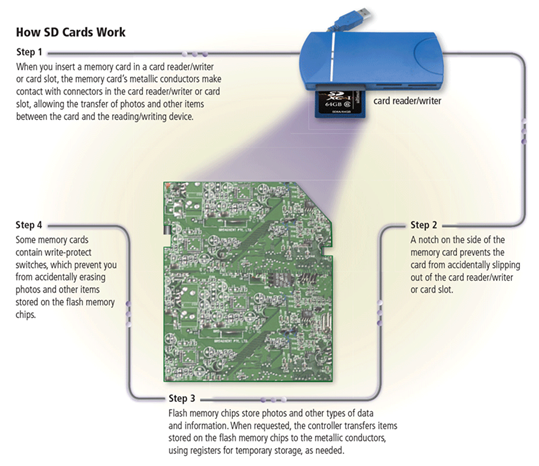 How SD Cards Work
Step 1
When you insert a memory card in a card reader/writer
or card slot, the memory card's metallic conductors make
contact with connectors in the card reader/writer or card
slot, allowing the transfer of photos and other items
between the card and the reading/writing device.
64GB
card reader/writer
Step 2
A notch on the side of the
memory card prevents the
card from accidentally slipping
out of the card reader/writer
or card slot.
Step 4
Some memory cards
contain write-protect
switches, which prevent you
from accidentally erasing
photos and other items
stored on the flash memory
chips.
Step 3
Flash memory chips store photos and other types of data
and information. When requested, the controller transfers items
stored on the flash memory chips to the metallic conductors,
using registers for temporary storage, as needed.